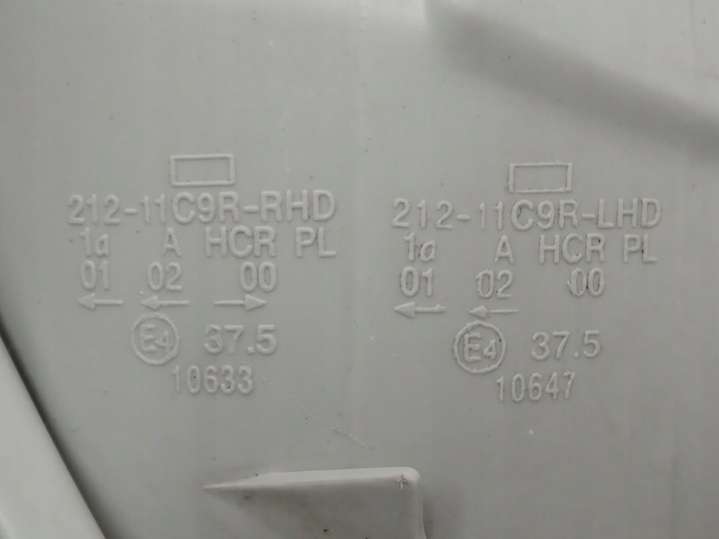 212-11C9R-RHD
1a A HCR PL
01 02 00
← ← →
E4 37.5
10633
212-11C9R-LHD
1a A HCR PL
01 02 00
← ←
E4 37.5
10647